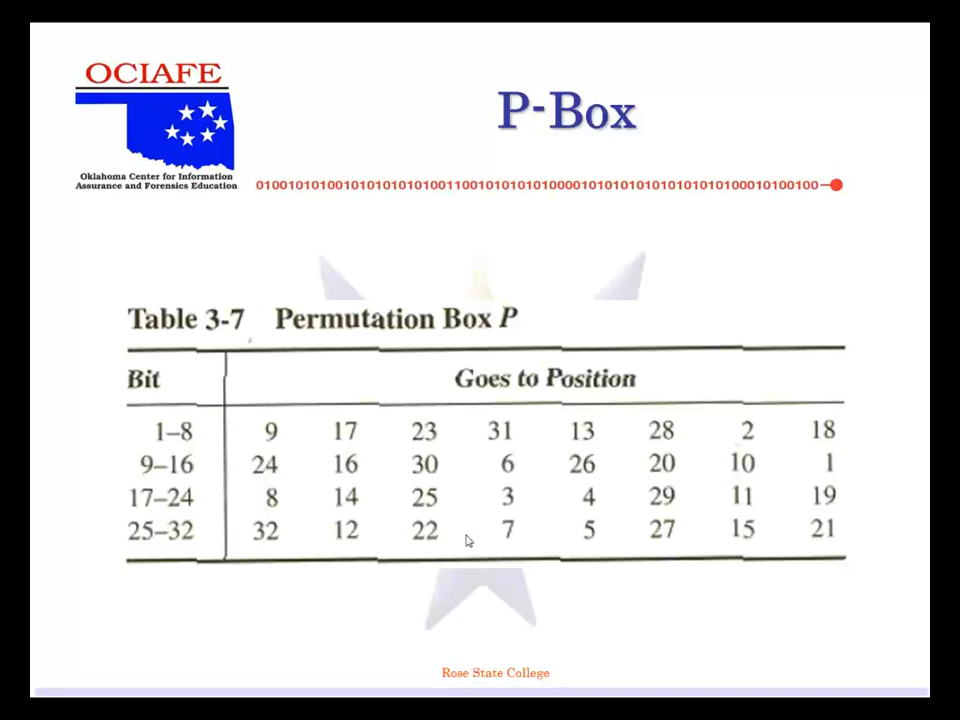 OCIAFE
Oklahoma Center for Information
Assurance and Forensics Education
P-Box
0100101010010101010101010011001010101010100001010101010101010101010100010100100
Table 3-7 Permutation Box P
Bit Goes to Position
1–8 9 17 23 31 13 28 2 18
9–16 24 16 30 6 26 20 10 1
17–24 8 14 25 3 4 29 11 19
25–32 32 12 22 7 5 27 15 21
Rose State College